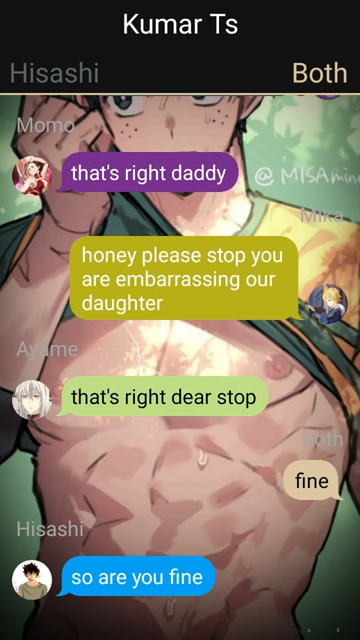 Kumar Ts
Hisashi
Both
Momo
that's right daddy
@MISAmine
Mika
honey please stop you
are embarrassing our
daughter
Ayame
that's right dear stop
Both
fine
Hisashi
so are you fine